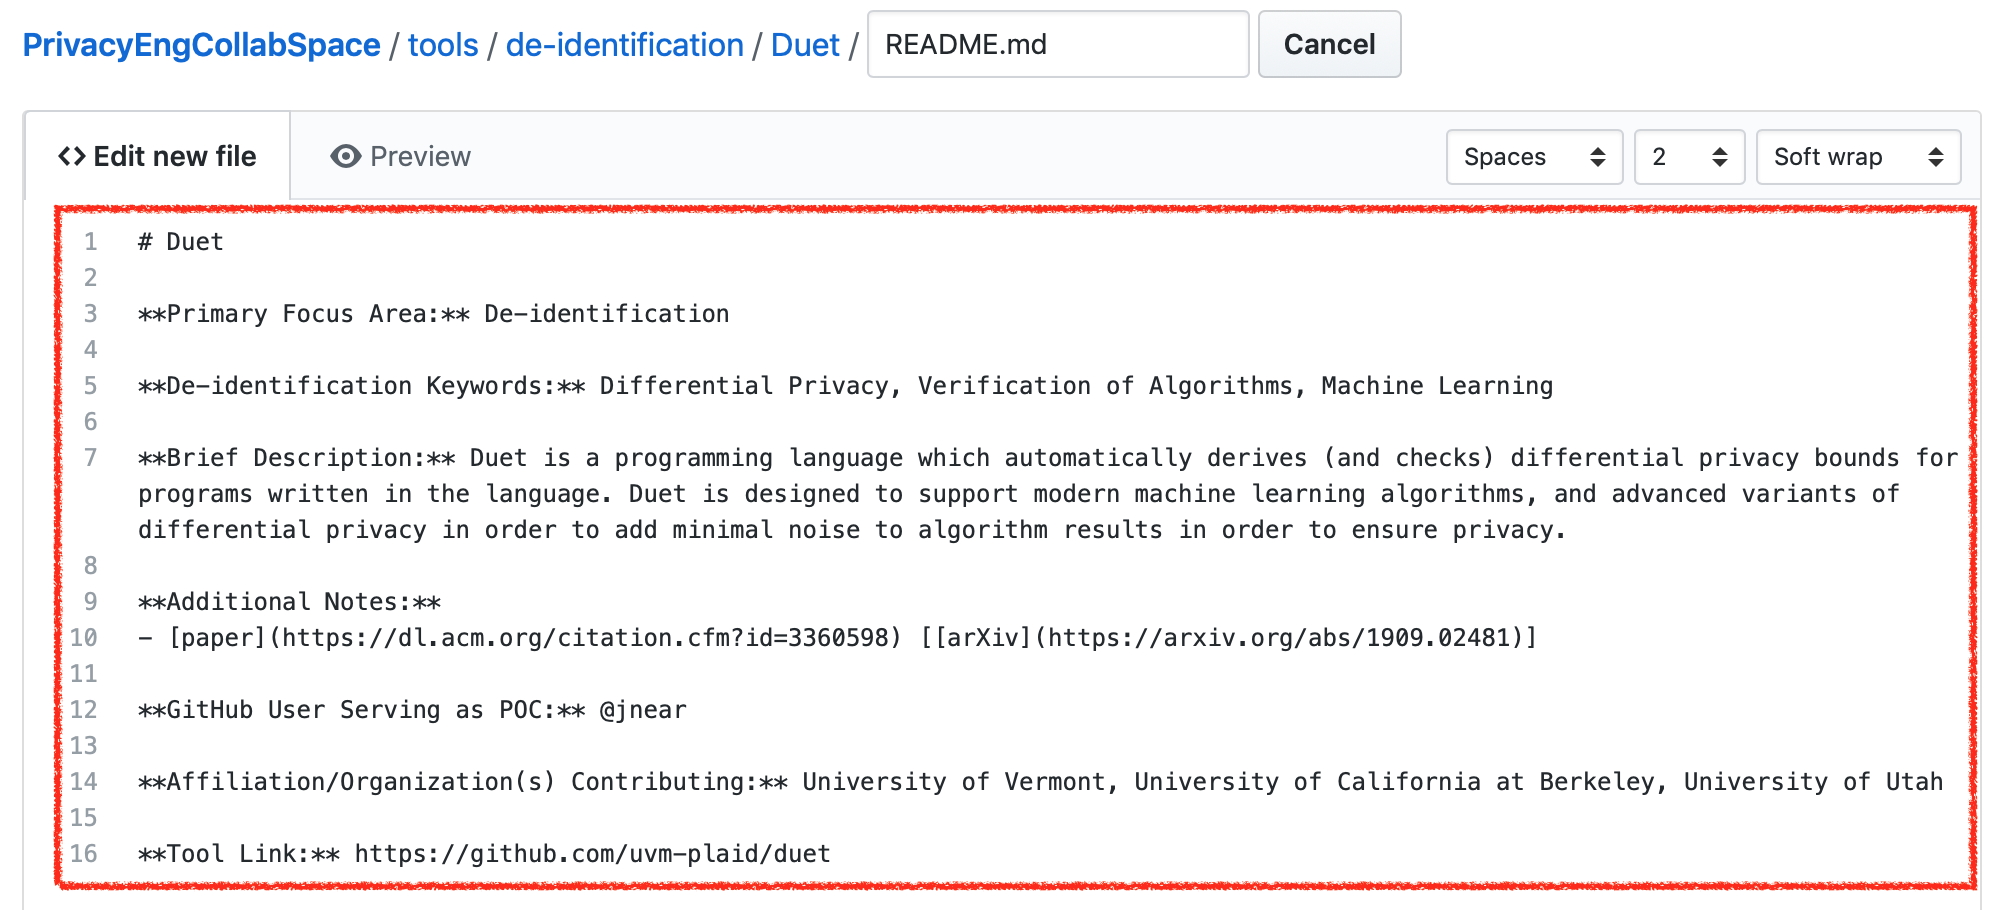 PrivacyEngCollabSpace / tools / de-identification / Duet / README.md Cancel
<> Edit new file Preview Spaces 2 Soft wrap
1 # Duet
2
3 **Primary Focus Area:** De-identification
4
5 **De-identification Keywords:** Differential Privacy, Verification of Algorithms, Machine Learning
6
7 **Brief Description:** Duet is a programming language which automatically derives (and checks) differential privacy bounds for
programs written in the language. Duet is designed to support modern machine learning algorithms, and advanced variants of
differential privacy in order to add minimal noise to algorithm results in order to ensure privacy.
8
9 **Additional Notes:**
10 - [paper](https://dl.acm.org/citation.cfm?id=3360598) [[arXiv](https://arxiv.org/abs/1909.02481)]
11
12 **GitHub User Serving as POC:** @jnear
13
14 **Affiliation/Organization(s) Contributing:** University of Vermont, University of California at Berkeley, University of Utah
15
16 **Tool Link:** https://github.com/uvm-plaid/duet